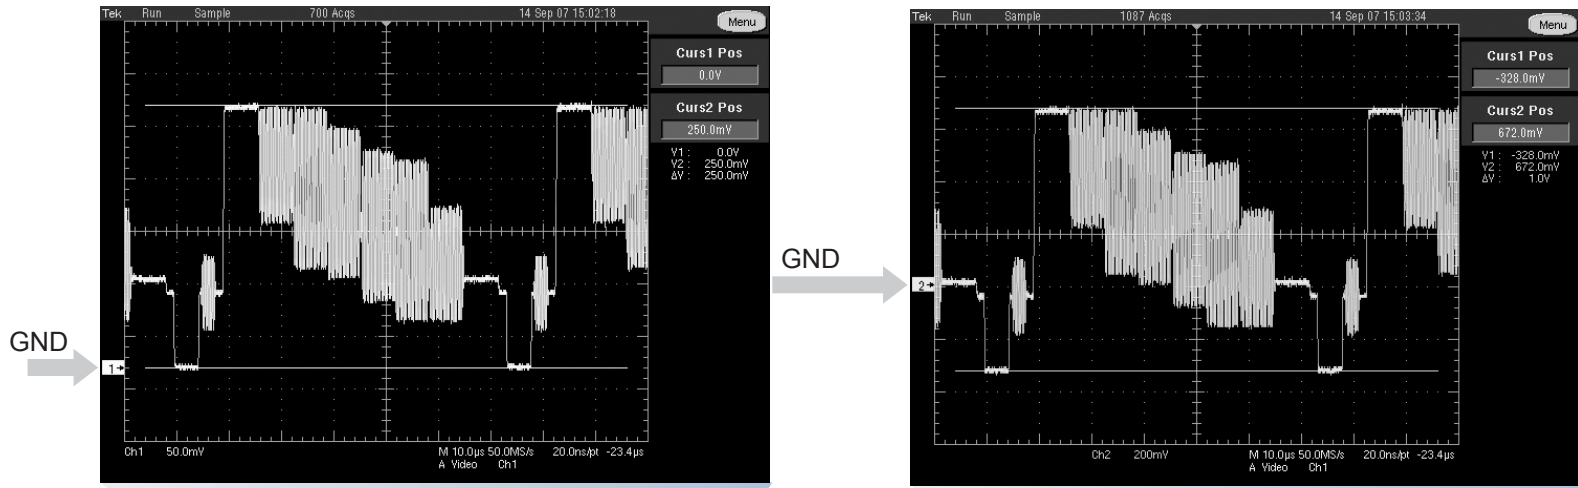 Tek Run Sample 700 Acqs 14 Sep 07 15:02:18
Menu
Curs1 Pos
0.0V
Curs2 Pos
250.0mV
V1: 0.0V
V2: 250.0mV
ΔV: 250.0mV
GND
1
Ch1 50.0mV M 10.0µs 50.0MS/s 20.0ns/pt -23.4µs
A Video Ch1
Tek Run Sample 1087 Acqs 14 Sep 07 15:03:34
Menu
Curs1 Pos
-328.0mV
Curs2 Pos
672.0mV
V1: -328.0mV
V2: 672.0mV
ΔV: 1.0V
GND
2
Ch2 200mV M 10.0µs 50.0MS/s 20.0ns/pt -23.4µs
A Video Ch1